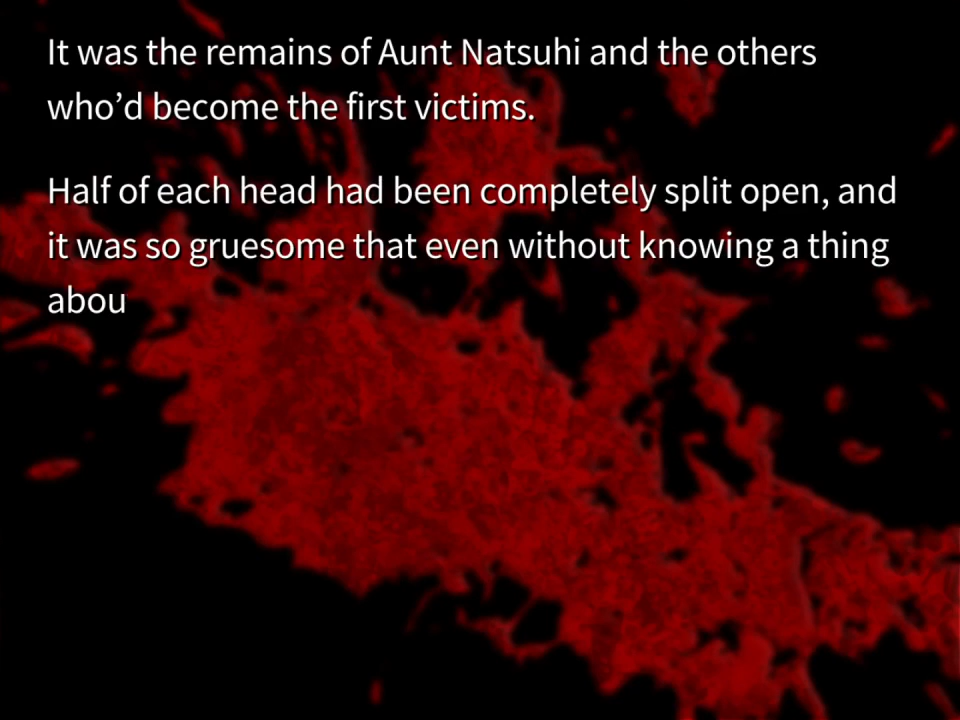 It was the remains of Aunt Natsuhi and the others
who’d become the first victims.
Half of each head had been completely split open, and
it was so gruesome that even without knowing a thing
abou